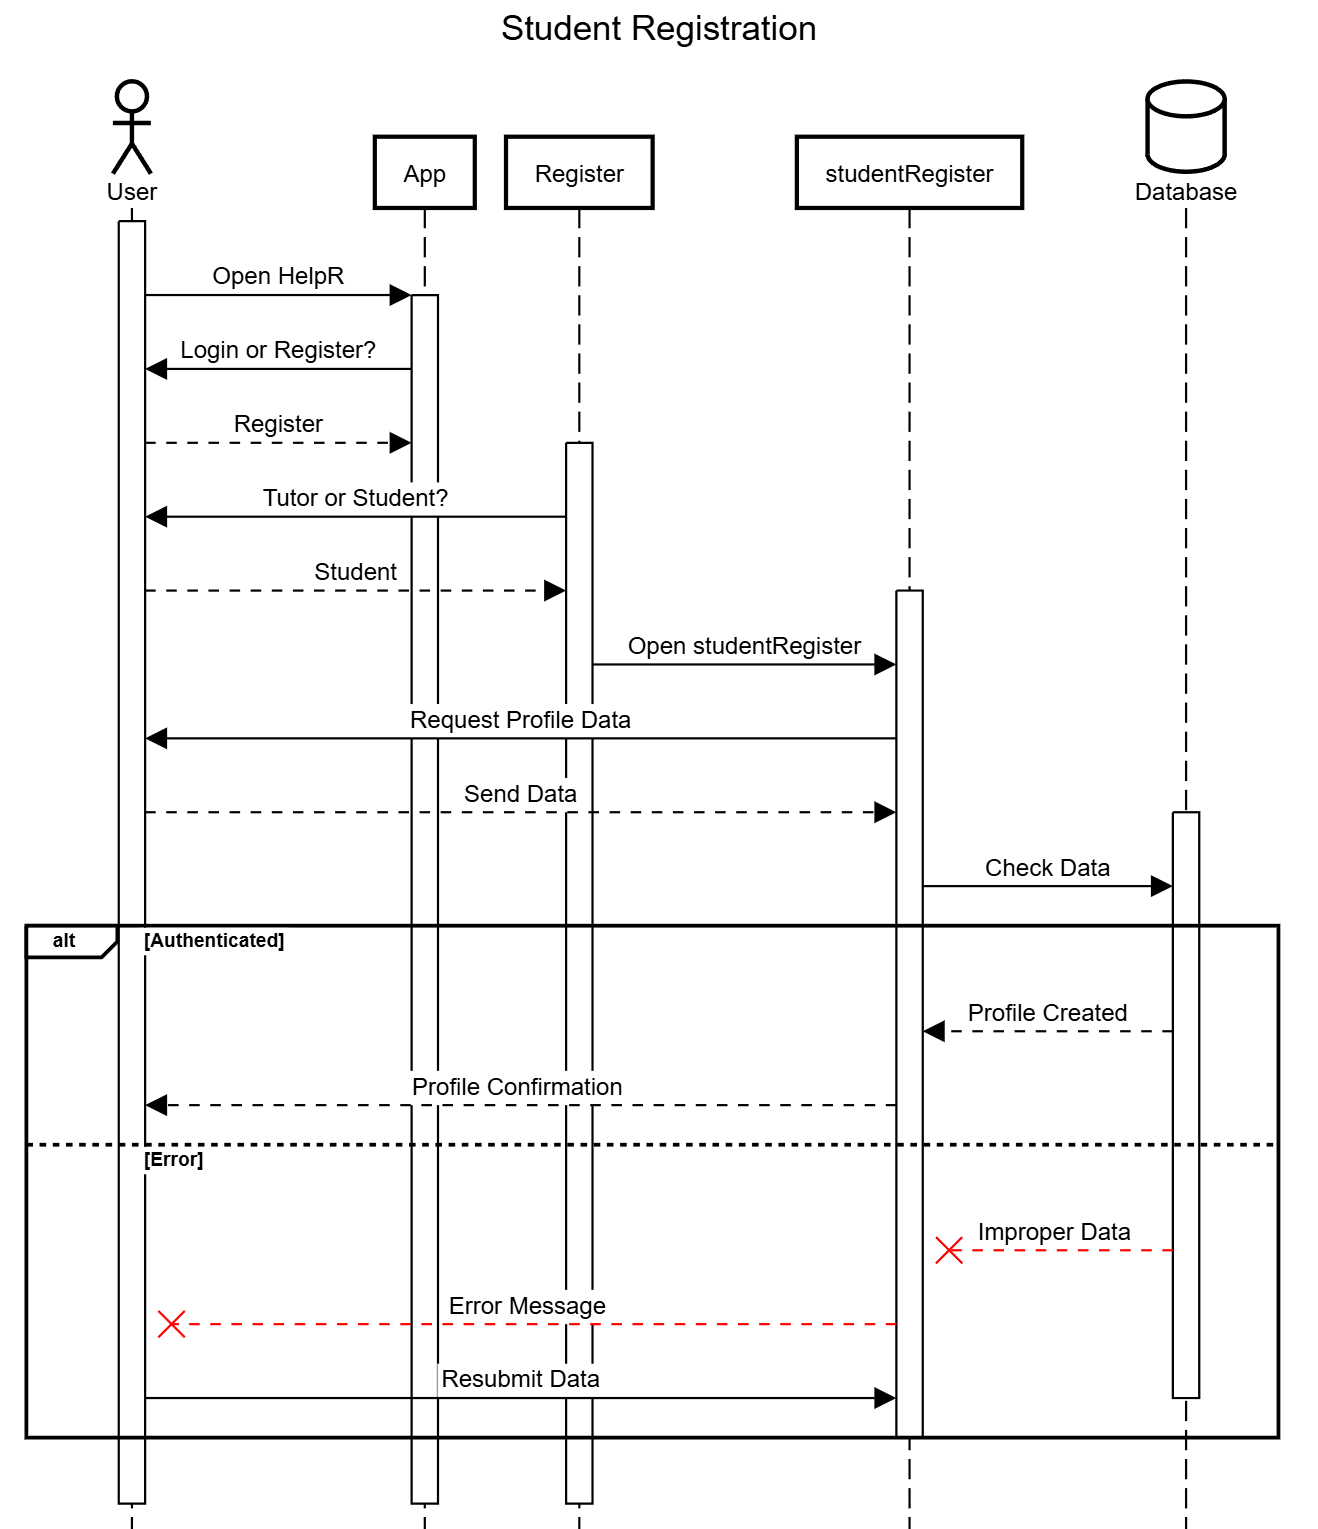 Student Registration
User
App
Register
studentRegister
Database
Open HelpR
Login or Register?
Register
Tutor or Student?
Student
Open studentRegister
Request Profile Data
Send Data
Check Data
alt
[Authenticated]
Profile Created
Profile Confirmation
[Error]
Improper Data
Error Message
Resubmit Data